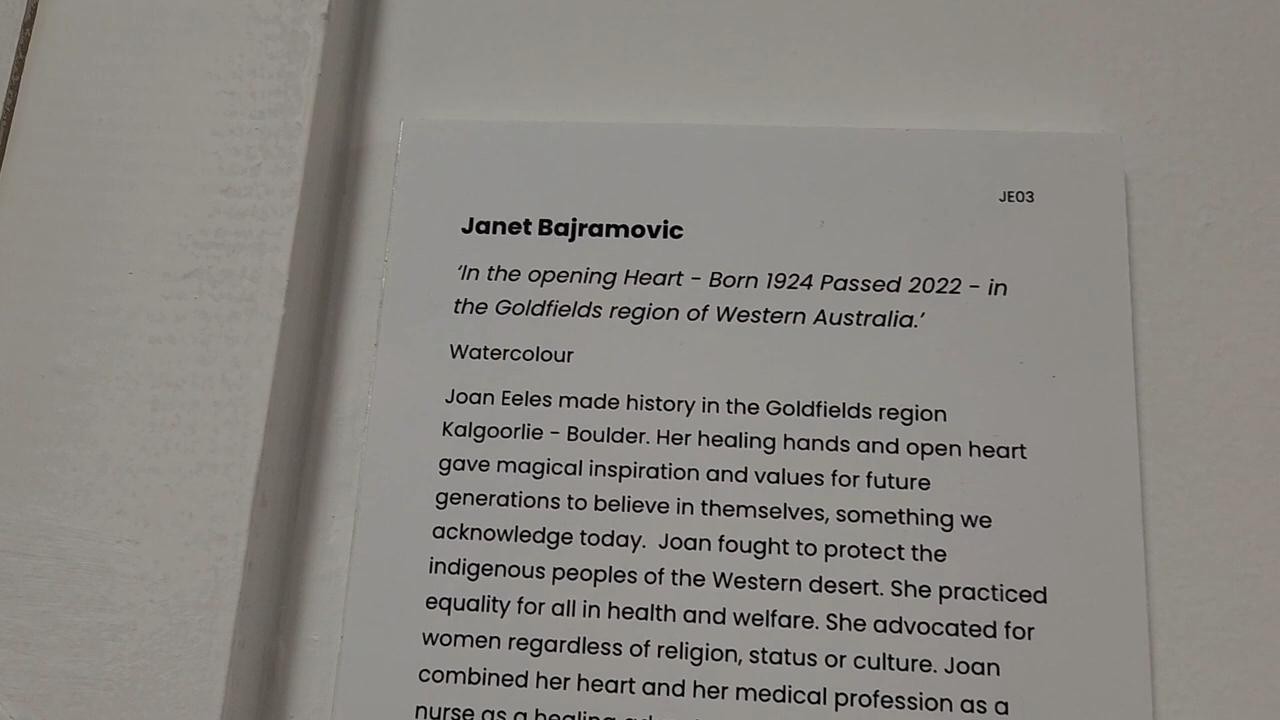 JE03
Janet Bajramovic
‘In the opening Heart – Born 1924 Passed 2022 – in
the Goldfields region of Western Australia.’
Watercolour
Joan Eeles made history in the Goldfields region
Kalgoorlie – Boulder. Her healing hands and open heart
gave magical inspiration and values for future
generations to believe in themselves, something we
acknowledge today.  Joan fought to protect the
indigenous peoples of the Western desert. She practiced
equality for all in health and welfare. She advocated for
women regardless of religion, status or culture. Joan
combined her heart and her medical profession as a
nurse as a healing